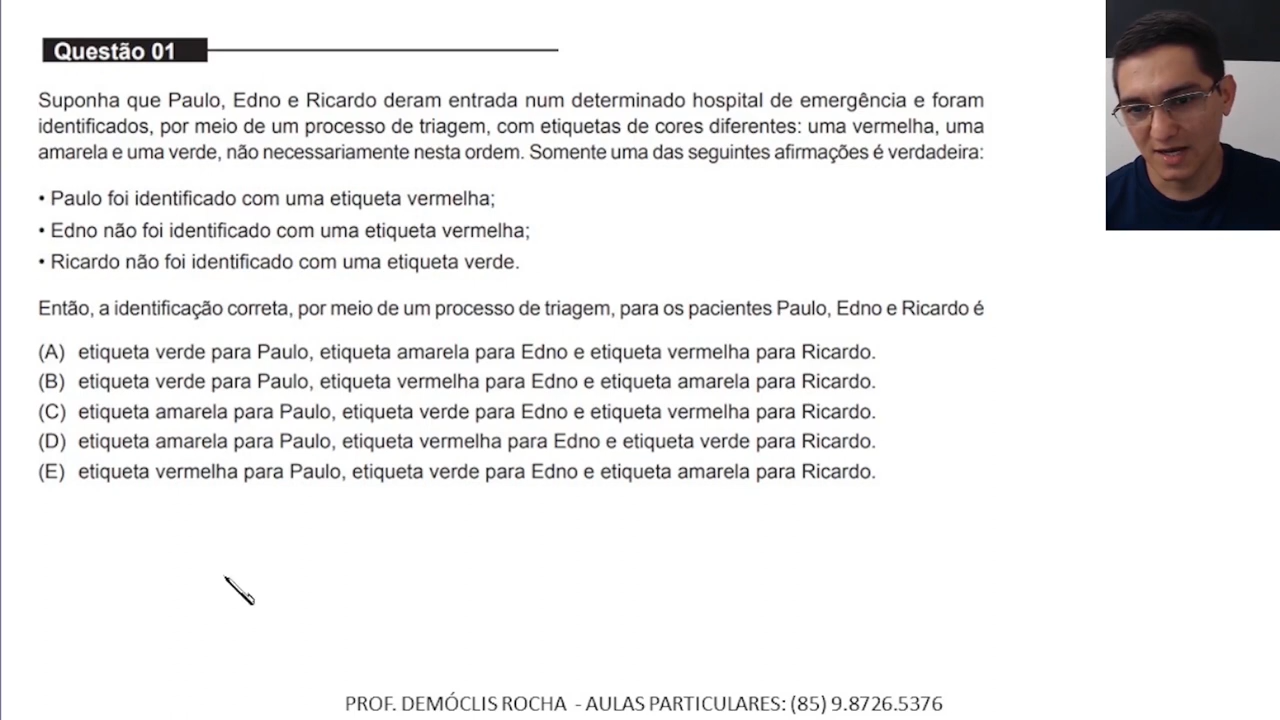 Questão 01
Suponha que Paulo, Edno e Ricardo deram entrada num determinado hospital de emergência e foram
identificados, por meio de um processo de triagem, com etiquetas de cores diferentes: uma vermelha, uma
amarela e uma verde, não necessariamente nesta ordem. Somente uma das seguintes afirmações é verdadeira:
• Paulo foi identificado com uma etiqueta vermelha;
• Edno não foi identificado com uma etiqueta vermelha;
• Ricardo não foi identificado com uma etiqueta verde.
Então, a identificação correta, por meio de um processo de triagem, para os pacientes Paulo, Edno e Ricardo é
(A) etiqueta verde para Paulo, etiqueta amarela para Edno e etiqueta vermelha para Ricardo.
(B) etiqueta verde para Paulo, etiqueta vermelha para Edno e etiqueta amarela para Ricardo.
(C) etiqueta amarela para Paulo, etiqueta verde para Edno e etiqueta vermelha para Ricardo.
(D) etiqueta amarela para Paulo, etiqueta vermelha para Edno e etiqueta verde para Ricardo.
(E) etiqueta vermelha para Paulo, etiqueta verde para Edno e etiqueta amarela para Ricardo.
PROF. DEMÓCLIS ROCHA - AULAS PARTICULARES: (85) 9.8726.5376